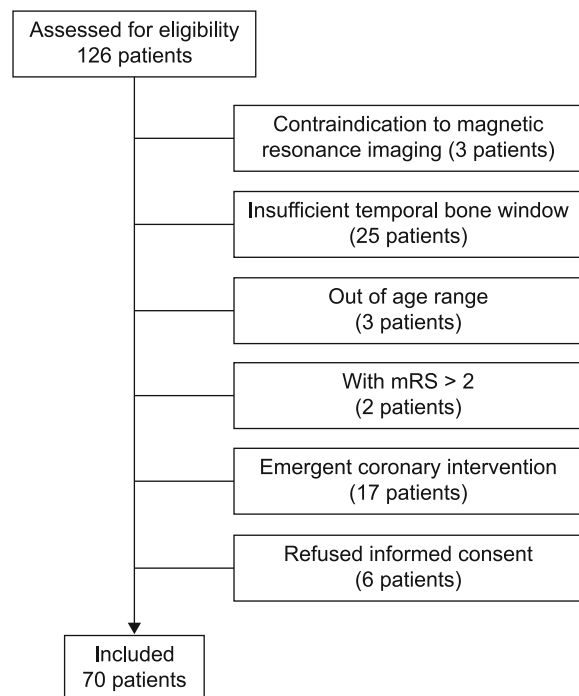 Assessed for eligibility
126 patients
Contraindication to magnetic
resonance imaging (3 patients)
Insufficient temporal bone window
(25 patients)
Out of age range
(3 patients)
With mRS > 2
(2 patients)
Emergent coronary intervention
(17 patients)
Refused informed consent
(6 patients)
Included
70 patients